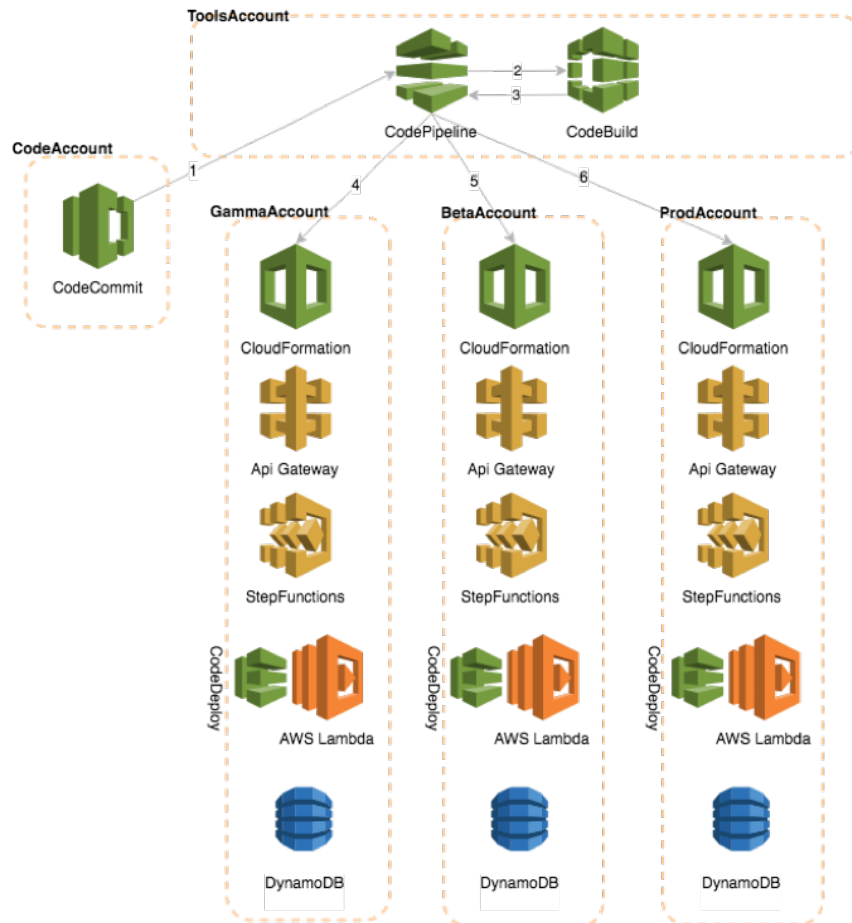 ToolsAccount
2
3
CodePipeline
CodeBuild
CodeAccount
1
CodeCommit
4
5
6
GammaAccount
BetaAccount
ProdAccount
CloudFormation
CloudFormation
CloudFormation
Api Gateway
Api Gateway
Api Gateway
StepFunctions
StepFunctions
StepFunctions
CodeDeploy
AWS Lambda
CodeDeploy
AWS Lambda
CodeDeploy
AWS Lambda
DynamoDB
DynamoDB
DynamoDB